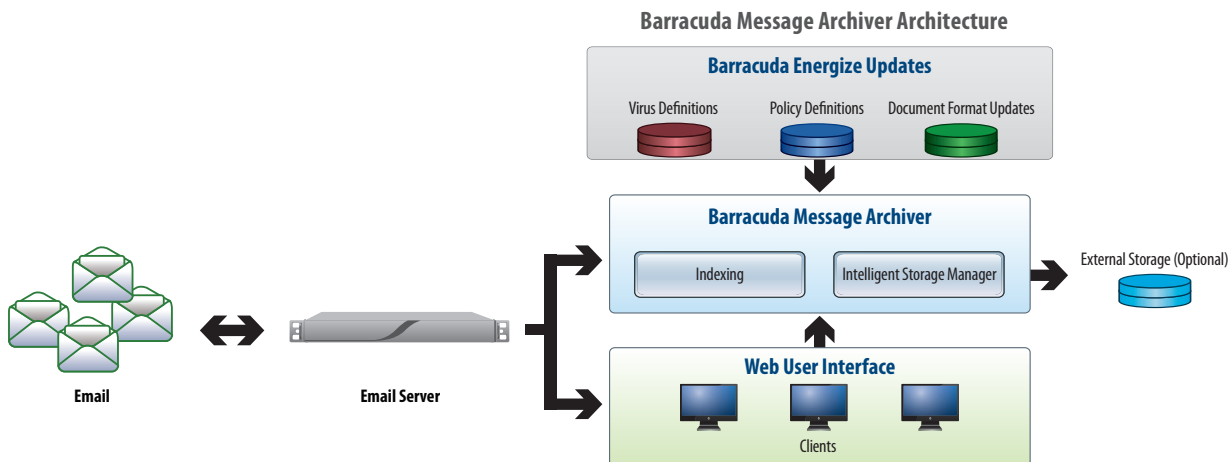 Barracuda Message Archiver Architecture
Barracuda Energize Updates
Virus Definitions
Policy Definitions
Document Format Updates
Barracuda Message Archiver
Indexing
Intelligent Storage Manager
External Storage (Optional)
Email
Email Server
Web User Interface
Clients